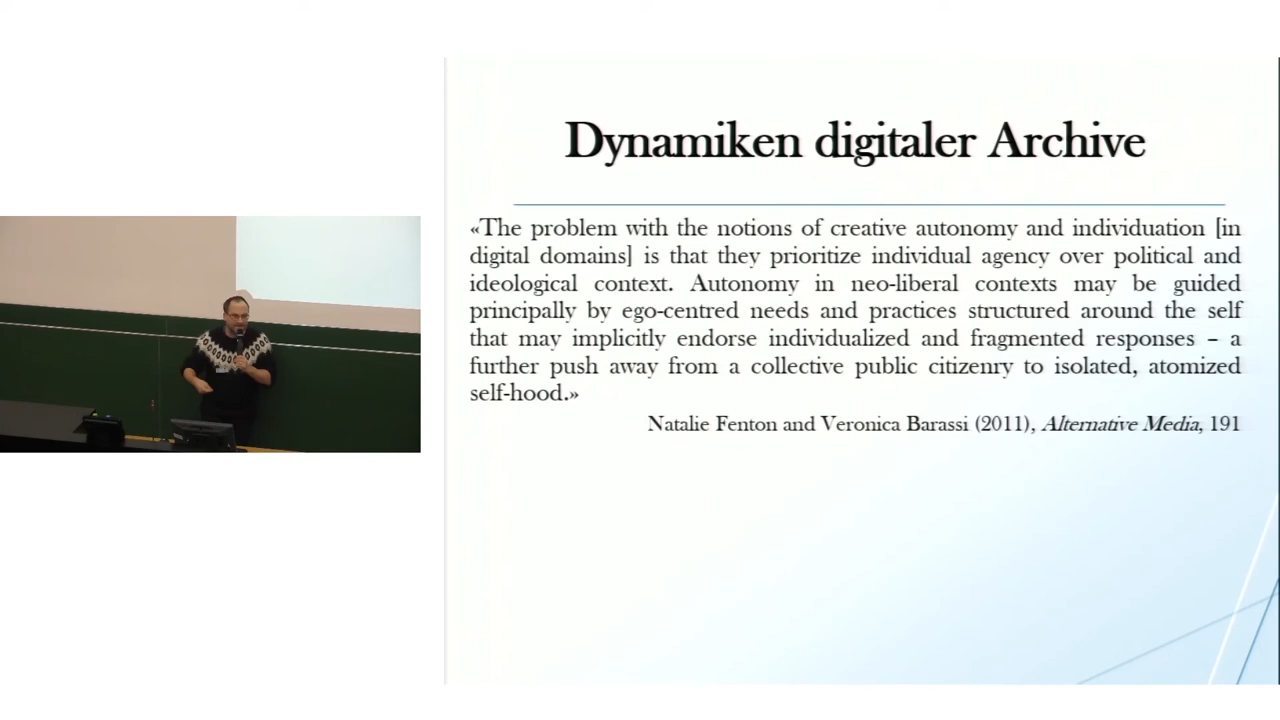 Dynamiken digitaler Archive
«The problem with the notions of creative autonomy and individuation [in
digital domains] is that they prioritize individual agency over political and
ideological context. Autonomy in neo-liberal contexts may be guided
principally by ego-centred needs and practices structured around the self
that may implicitly endorse individualized and fragmented responses – a
further push away from a collective public citizenry to isolated, atomized
self-hood.»
Natalie Fenton and Veronica Barassi (2011), Alternative Media, 191